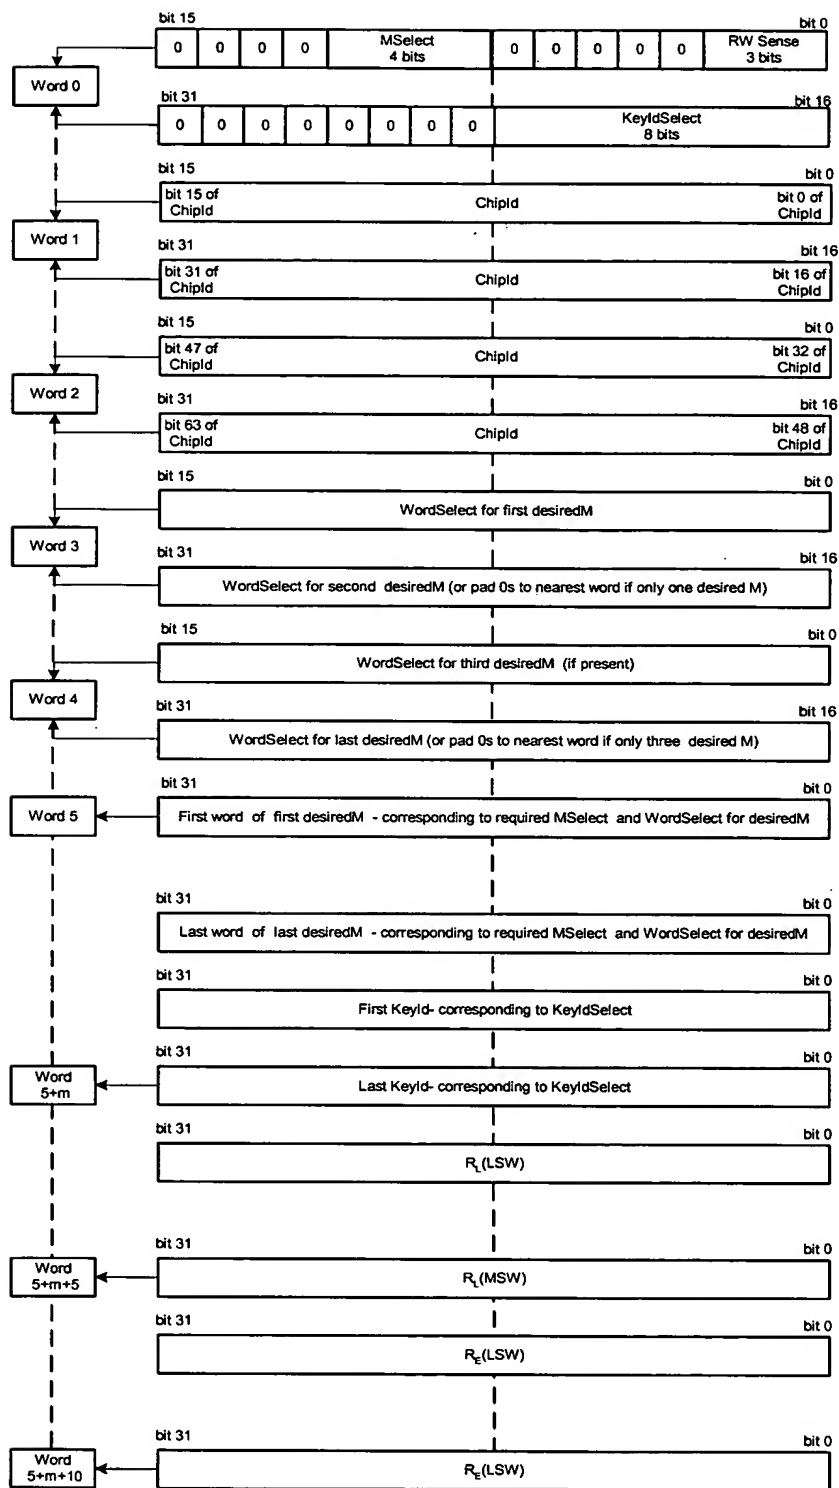 bit 15 bit 0
0 0 0 0 MSelect 4 bits 0 0 0 0 0 RW Sense 3 bits
Word 0
bit 31 bit 16
0 0 0 0 0 0 0 0 KeyIdSelect 8 bits
bit 15 bit 0
bit 15 of ChipId ChipId bit 0 of ChipId
Word 1
bit 31 bit 16
bit 31 of ChipId ChipId bit 16 of ChipId
bit 15 bit 0
bit 47 of ChipId ChipId bit 32 of ChipId
Word 2
bit 31 bit 16
bit 63 of ChipId ChipId bit 48 of ChipId
bit 15 bit 0
WordSelect for first desiredM
Word 3
bit 31 bit 16
WordSelect for second desiredM (or pad 0s to nearest word if only one desired M)
bit 15 bit 0
WordSelect for third desiredM (if present)
Word 4
bit 31 bit 16
WordSelect for last desiredM (or pad 0s to nearest word if only three desired M)
bit 31 bit 0
Word 5 First word of first desiredM - corresponding to required MSelect and WordSelect for desiredM
bit 31 bit 0
Last word of last desiredM - corresponding to required MSelect and WordSelect for desiredM
bit 31 bit 0
First KeyId- corresponding to KeyIdSelect
bit 31 bit 0
Word 5+m Last KeyId- corresponding to KeyIdSelect
bit 31 bit 0
RL(LSW)
bit 31 bit 0
Word 5+m+5 RL(MSW)
bit 31 bit 0
RE(LSW)
bit 31 bit 0
Word 5+m+10 RE(LSW)